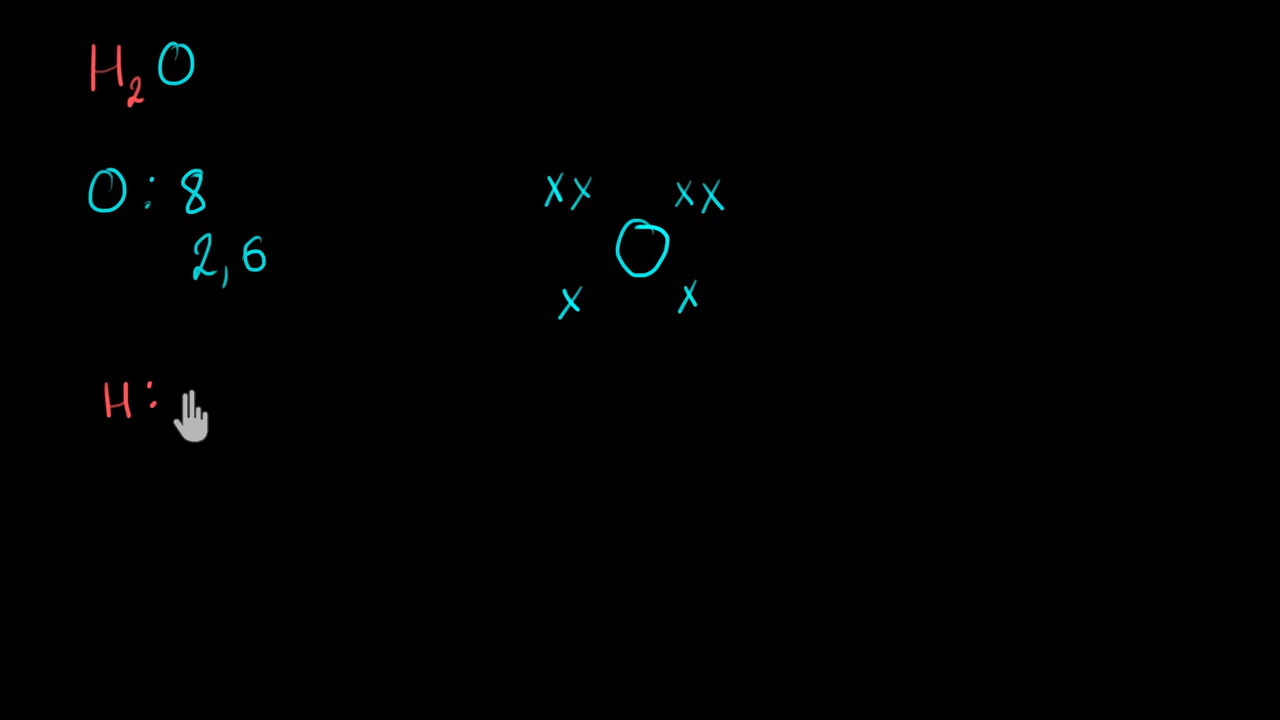 H₂O
O : 8
2, 6
xx xx
O
x x
H :